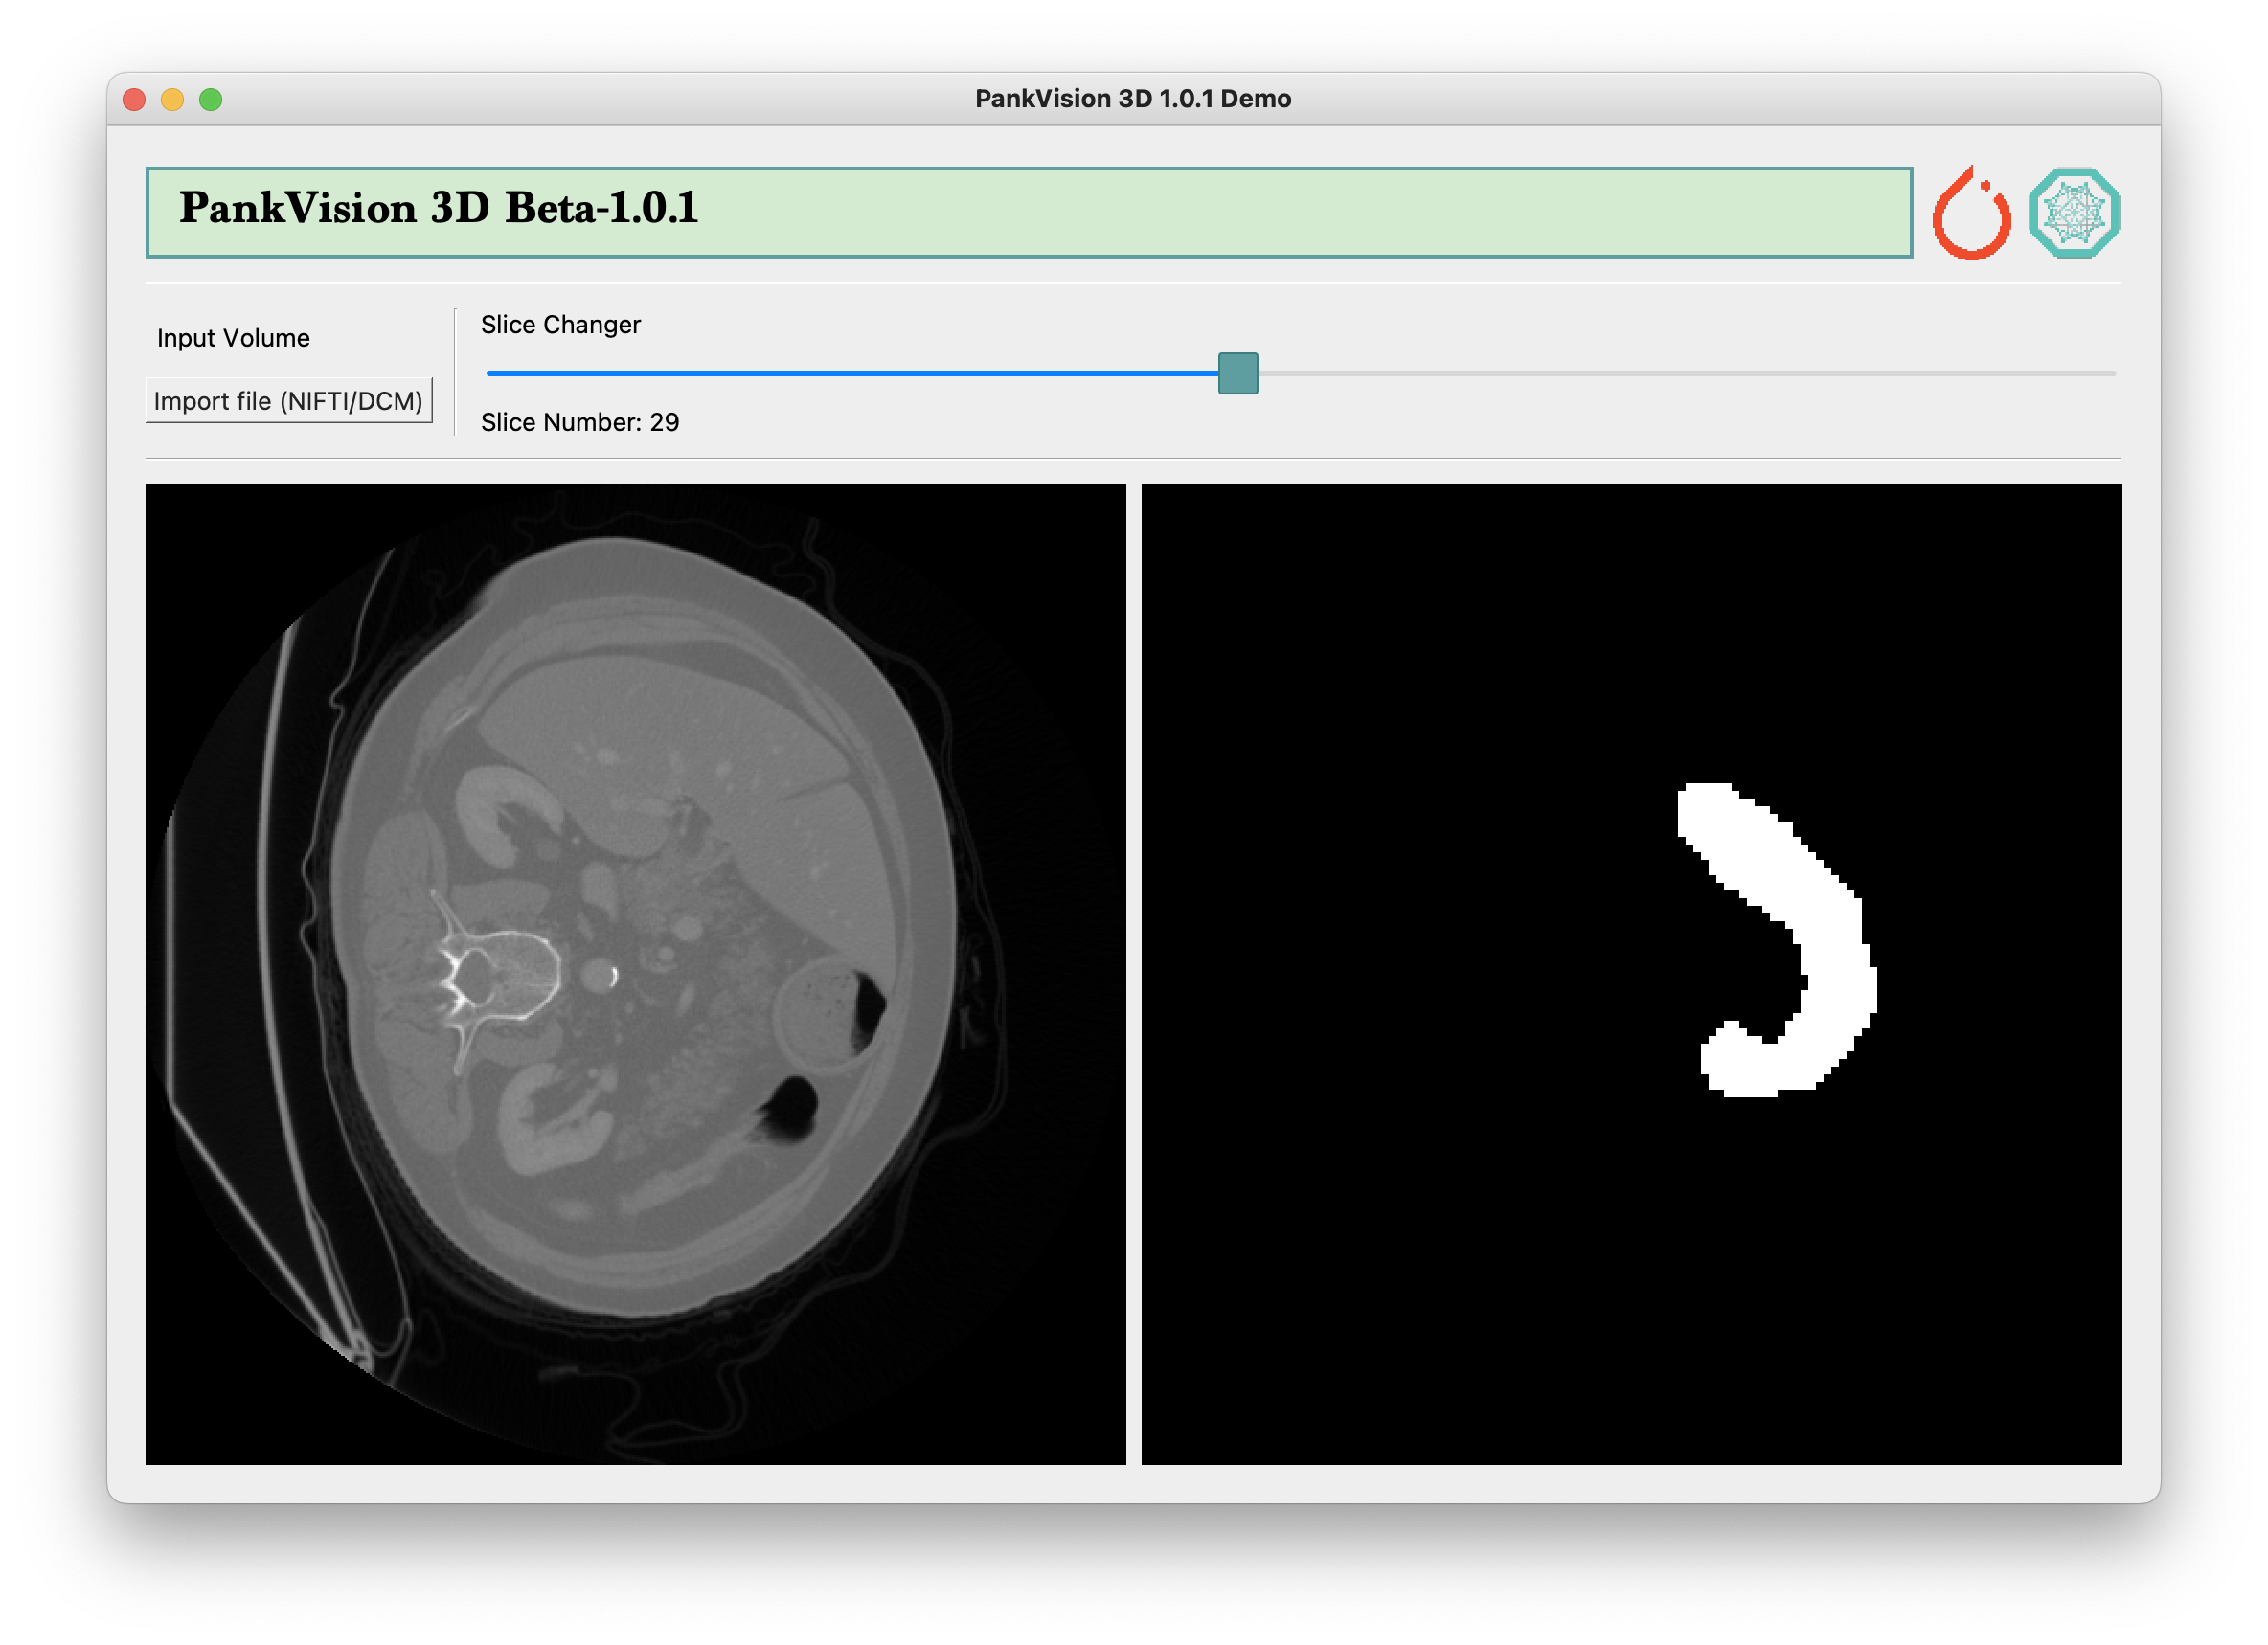 PankVision 3D 1.0.1 Demo
PankVision 3D Beta-1.0.1
Input Volume
Import file (NIFTI/DCM)
Slice Changer
Slice Number: 29